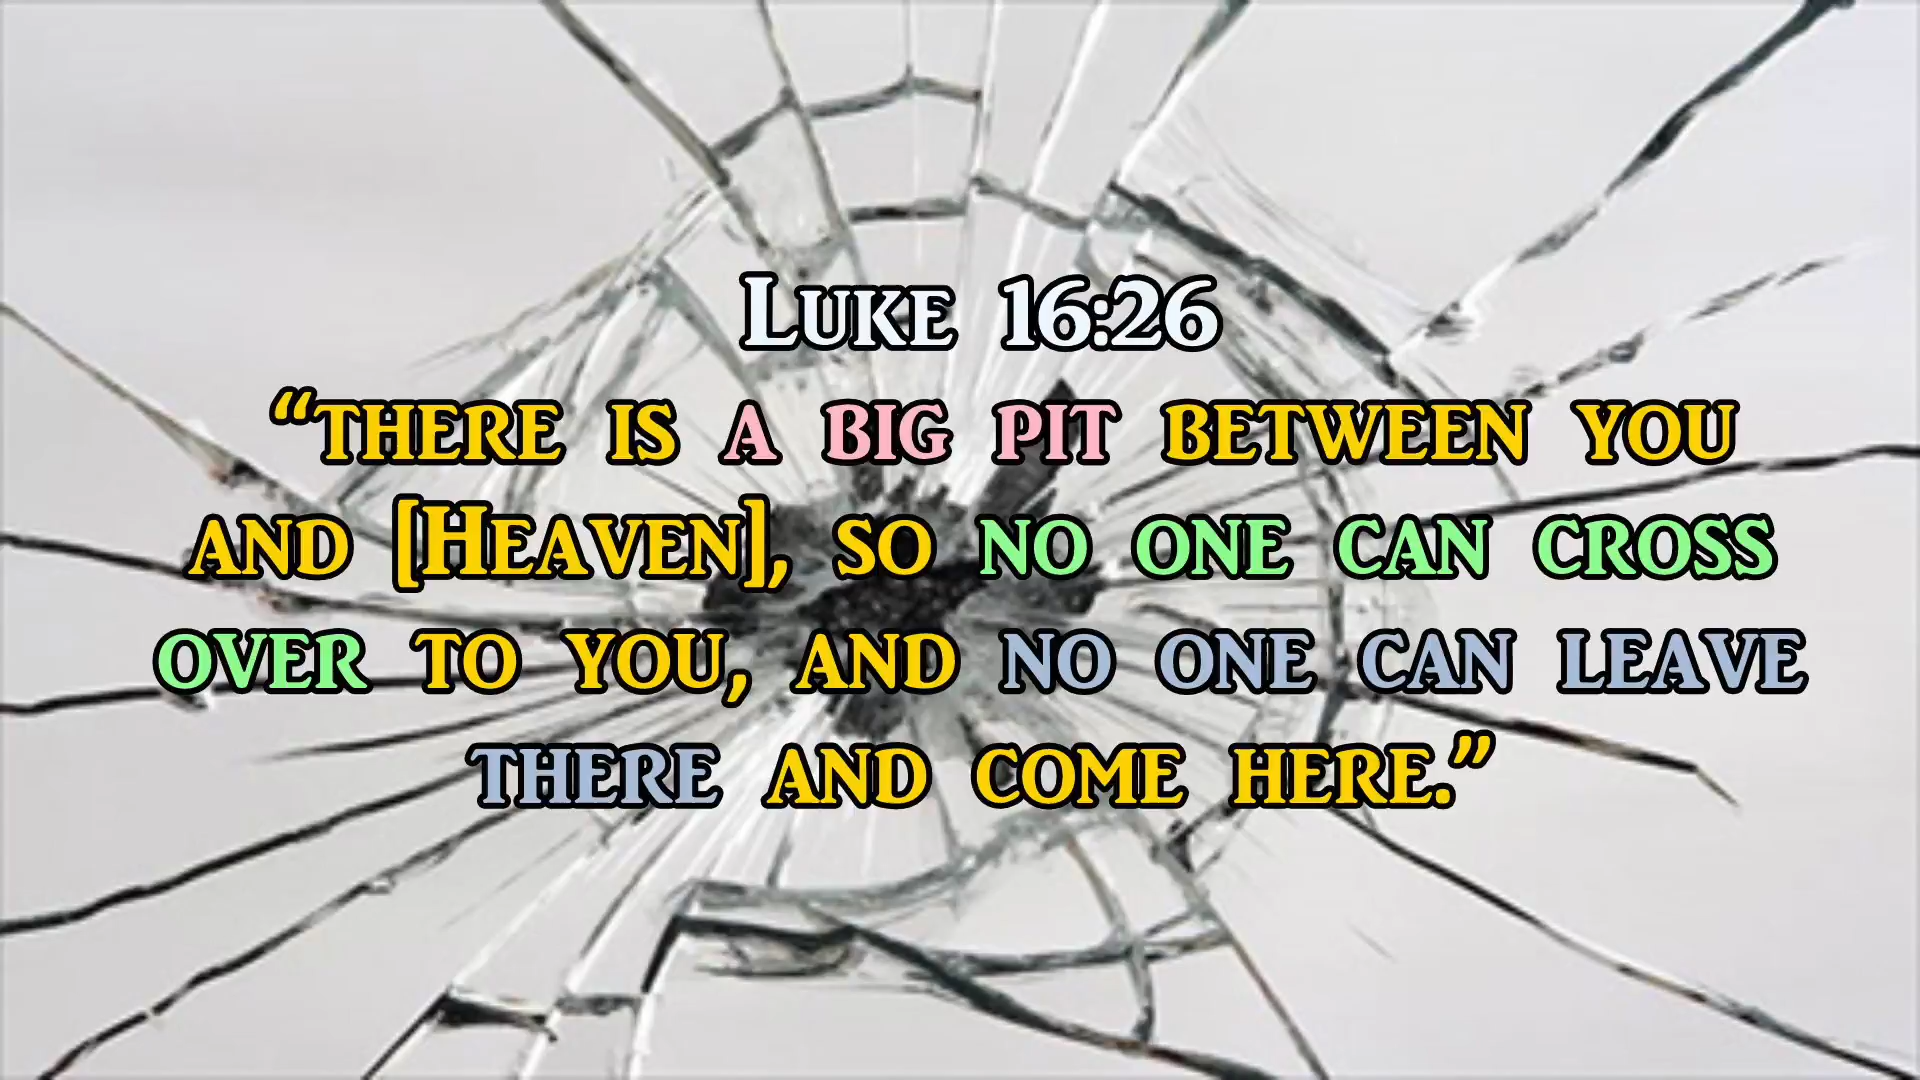 Luke 16:26
“there is a big pit between you
and [Heaven], so no one can cross
over to you, and no one can leave
there and come here.”